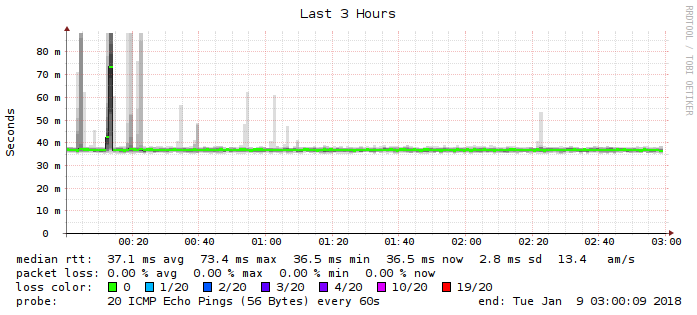 Last 3 Hours
RRDTOOL / TOBI OETIKER
Seconds
80 m
70 m
60 m
50 m
40 m
30 m
20 m
10 m
0
00:20 00:40 01:00 01:20 01:40 02:00 02:20 02:40 03:00
median rtt: 37.1 ms avg 73.4 ms max 36.5 ms min 36.5 ms now 2.8 ms sd 13.4 am/s
packet loss: 0.00 % avg 0.00 % max 0.00 % min 0.00 % now
loss color: 0 1/20 2/20 3/20 4/20 10/20 19/20
probe: 20 ICMP Echo Pings (56 Bytes) every 60s end: Tue Jan 9 03:00:09 2018